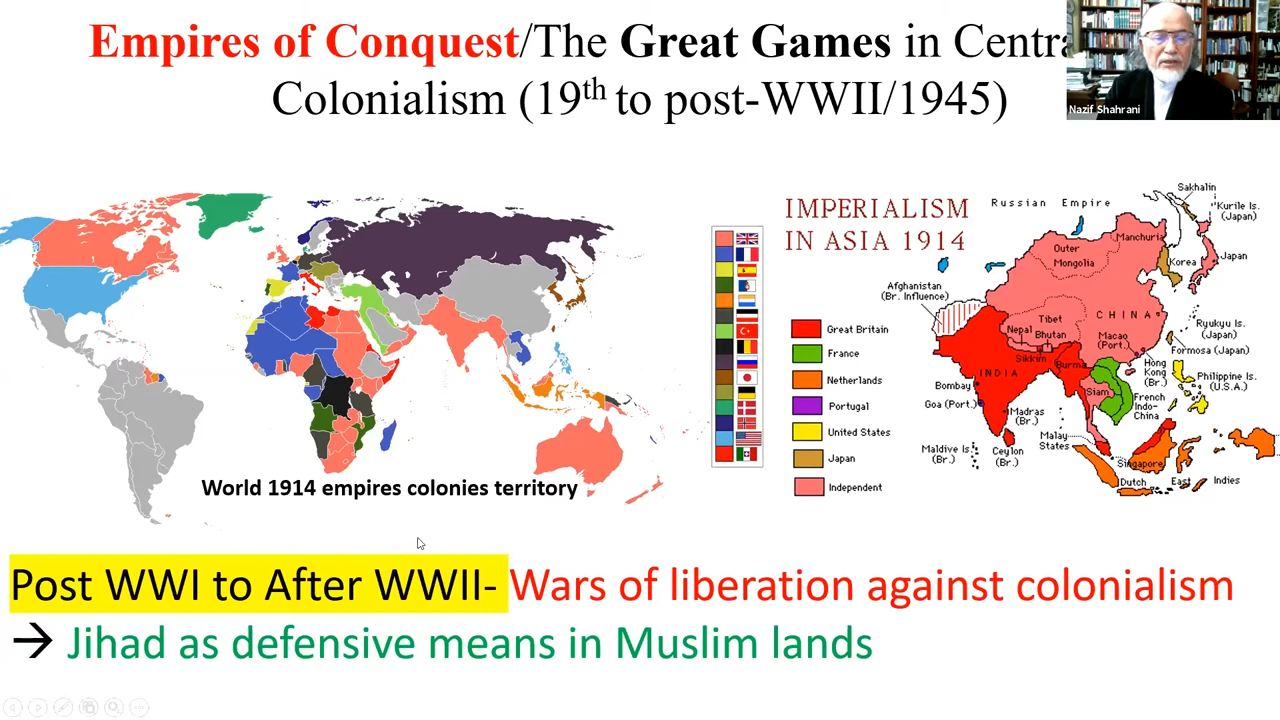 Empires of Conquest/The Great Games in Centra
Colonialism (19th to post-WWII/1945)
Nazif Shahrani
World 1914 empires colonies territory
IMPERIALISM
IN ASIA 1914
Great Britain
France
Netherlands
Portugal
United States
Japan
Independent
Russian Empire
Sakhalin
Kurile Is.
(Japan)
Manchuria
Outer
Mongolia
Korea
Japan
Afghanistan
(Br. Influence)
Tibet
CHINA
Nepal
Bhutan
Sikkim
Macao
(Port.)
Ryukyu Is.
(Japan)
Formosa (Japan)
Hong
Kong
(Br.)
INDIA
Burma
Siam
Philippine Is.
(U.S.A.)
French
Indo-
China
Bombay
Goa (Port.)
Madras
(Br.)
Malay
States
Maldive Is.
(Br.)
Ceylon
(Br.)
Singapore
Dutch East Indies
Post WWI to After WWII- Wars of liberation against colonialism
→ Jihad as defensive means in Muslim lands